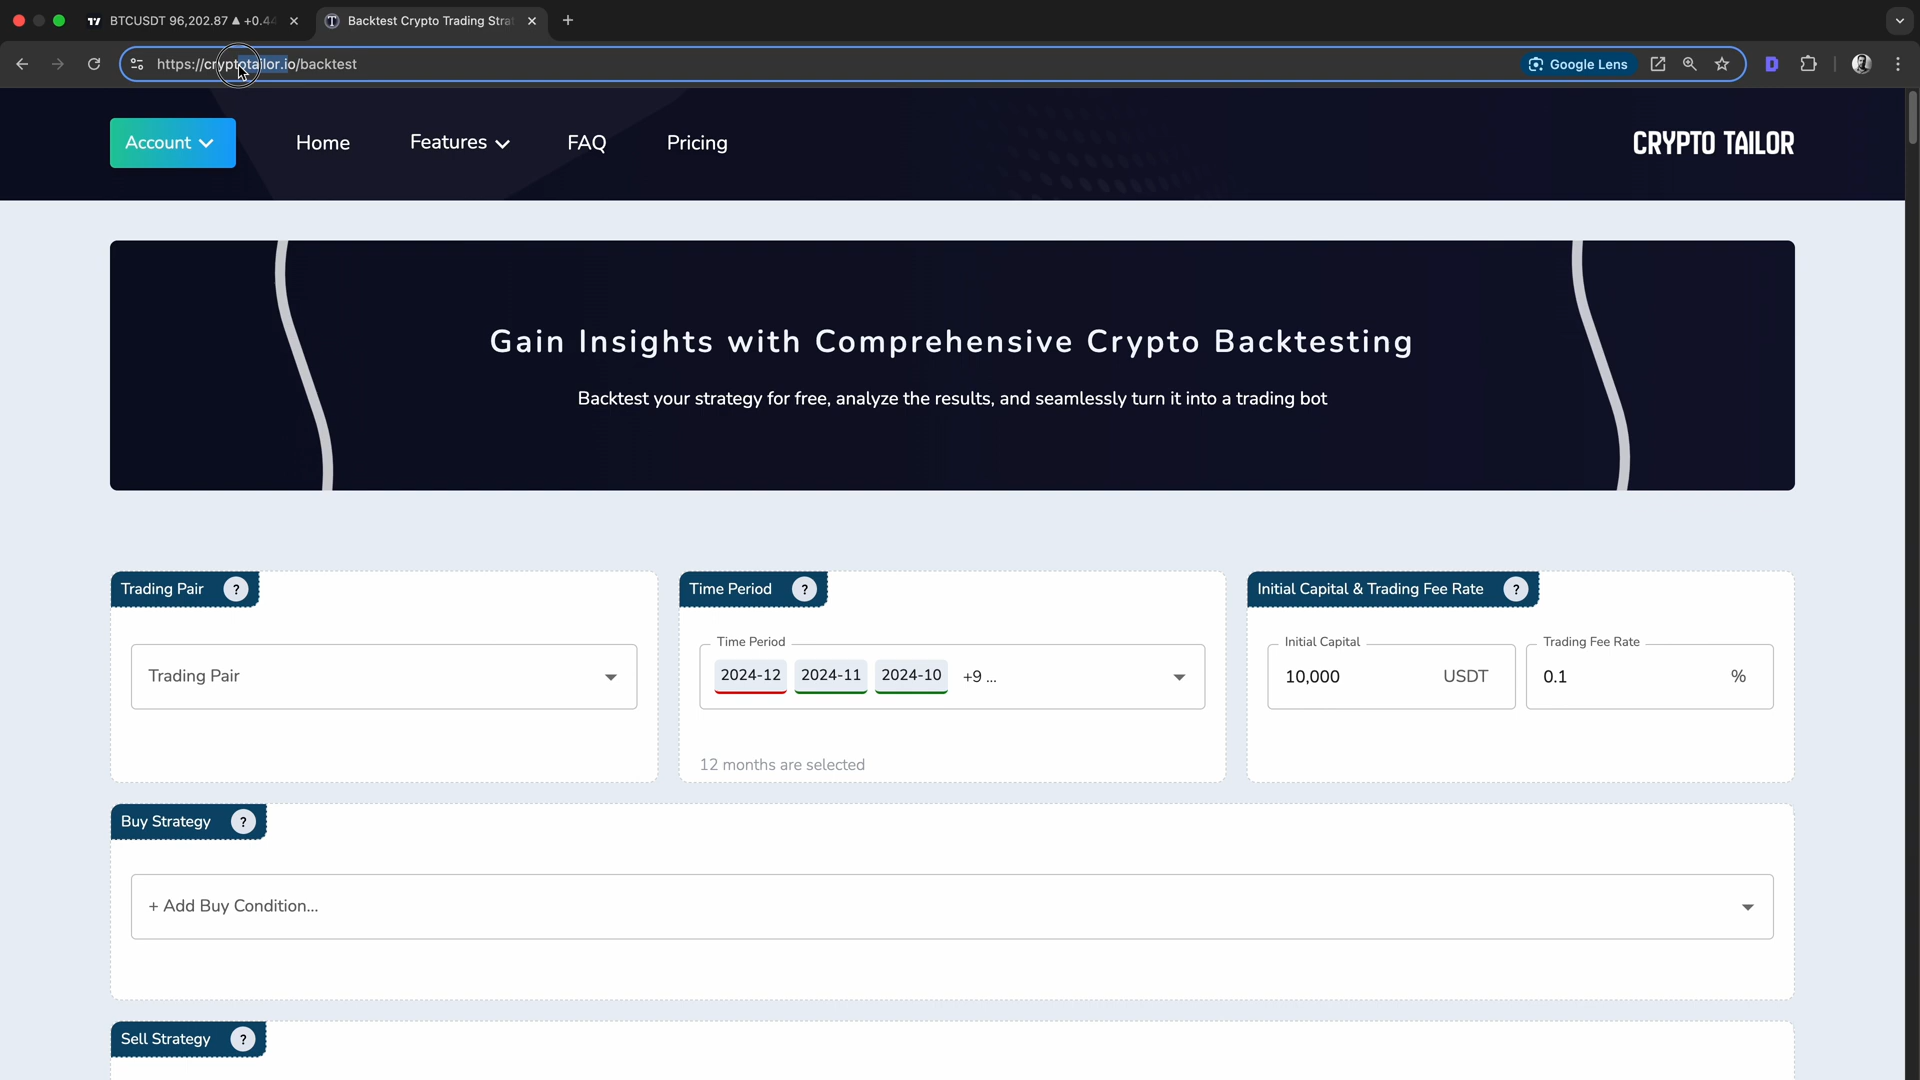 BTCUSDT 96,202.87 ▲ +0.44
Backtest Crypto Trading Strat
https://cryptotailor.io/backtest
Google Lens
D
Account
Home
Features
FAQ
Pricing
CRYPTO TAILOR
Gain Insights with Comprehensive Crypto Backtesting
Backtest your strategy for free, analyze the results, and seamlessly turn it into a trading bot
Trading Pair ?
Trading Pair
Time Period ?
Time Period
2024-12 2024-11 2024-10 +9 ...
12 months are selected
Initial Capital & Trading Fee Rate ?
Initial Capital
10,000 USDT
Trading Fee Rate
0.1 %
Buy Strategy ?
+ Add Buy Condition...
Sell Strategy ?